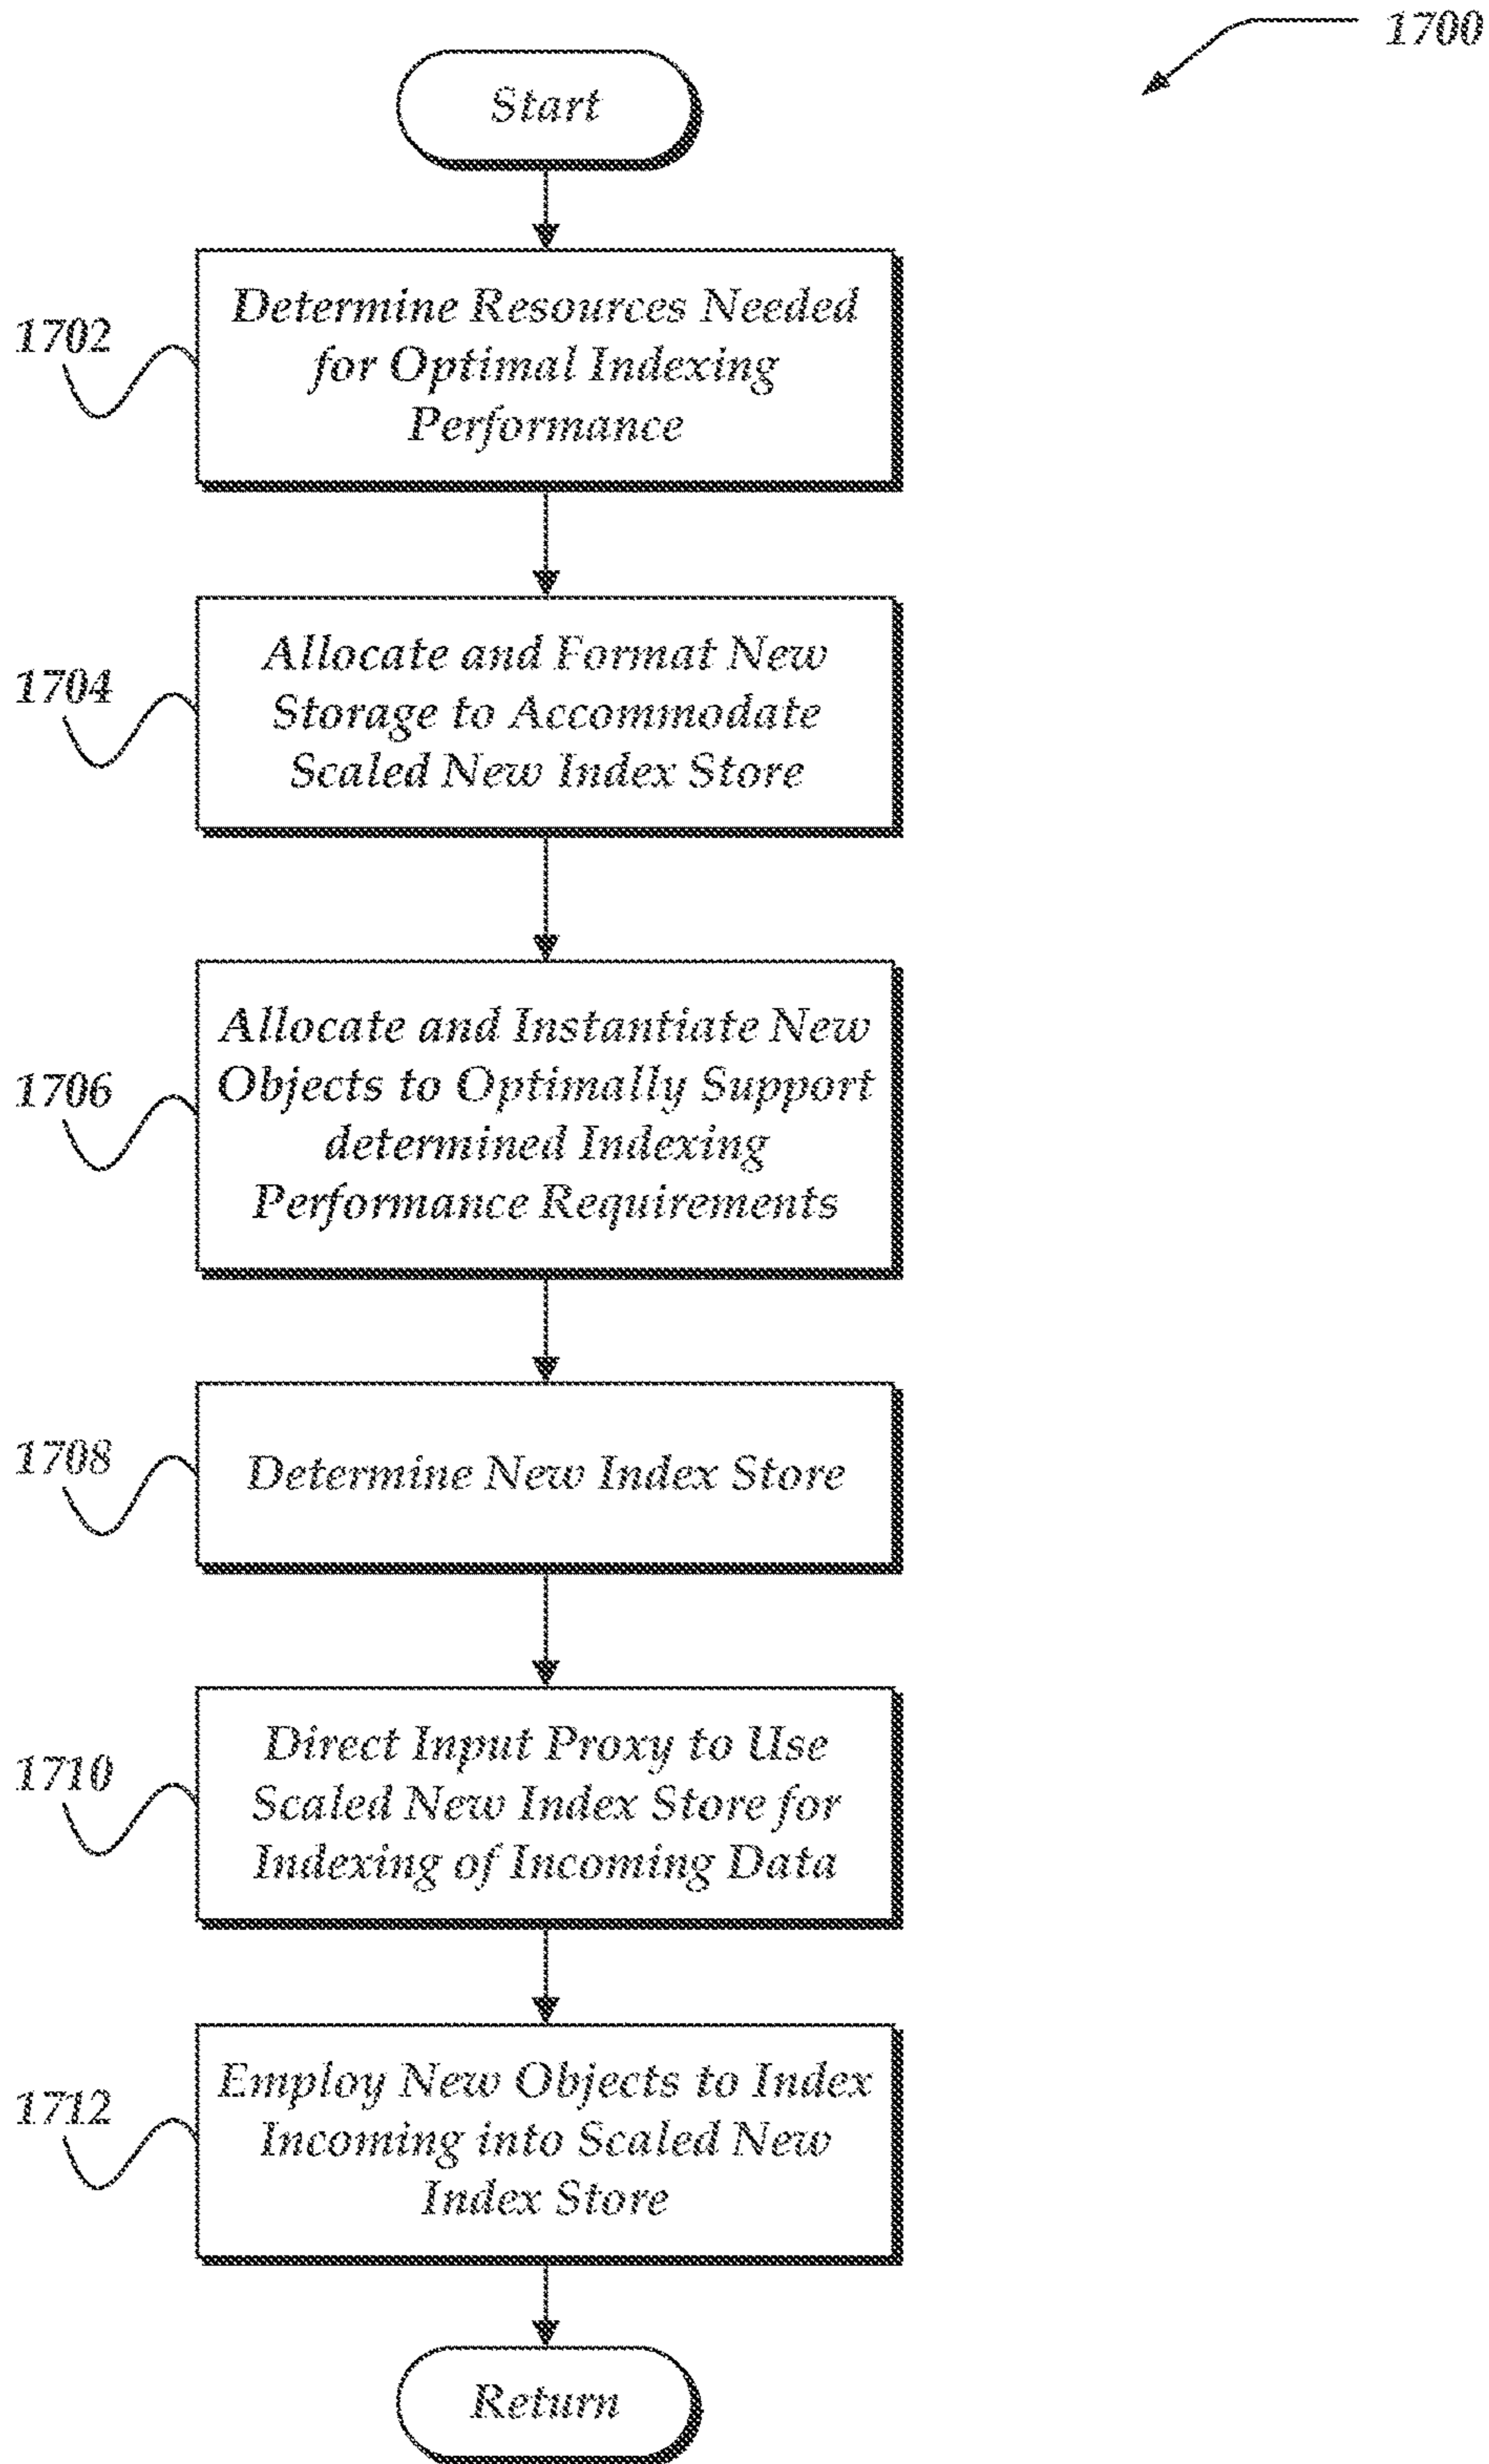 1700
Start
1702
Determine Resources Needed
for Optimal Indexing
Performance
1704
Allocate and Format New
Storage to Accommodate
Scaled New Index Store
1706
Allocate and Instantiate New
Objects to Optimally Support
determined Indexing
Performance Requirements
1708
Determine New Index Store
1710
Direct Input Proxy to Use
Scaled New Index Store for
Indexing of Incoming Data
1712
Employ New Objects to Index
Incoming into Scaled New
Index Store
Return